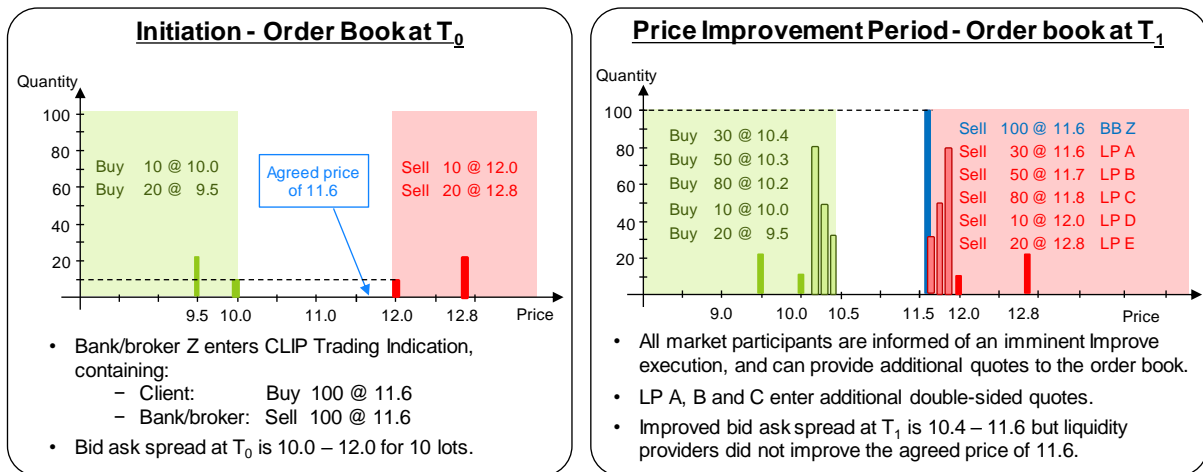 Initiation - Order Book at T0
Quantity
100
80
60
40
20
Buy 10 @ 10.0
Buy 20 @ 9.5
Agreed price
of 11.6
Sell 10 @ 12.0
Sell 20 @ 12.8
9.5 10.0 11.0 12.0 12.8 Price
• Bank/broker Z enters CLIP Trading Indication,
containing:
− Client: Buy 100 @ 11.6
− Bank/broker: Sell 100 @ 11.6
• Bid ask spread at T0 is 10.0 – 12.0 for 10 lots.
Price Improvement Period - Order book at T1
Quantity
100
80
60
40
20
Buy 30 @ 10.4
Buy 50 @ 10.3
Buy 80 @ 10.2
Buy 10 @ 10.0
Buy 20 @ 9.5
Sell 100 @ 11.6 BB Z
Sell 30 @ 11.6 LP A
Sell 50 @ 11.7 LP B
Sell 80 @ 11.8 LP C
Sell 10 @ 12.0 LP D
Sell 20 @ 12.8 LP E
9.0 10.0 10.5 11.5 12.0 12.8 Price
• All market participants are informed of an imminent Improve
execution, and can provide additional quotes to the order book.
• LP A, B and C enter additional double-sided quotes.
• Improved bid ask spread at T1 is 10.4 – 11.6 but liquidity
providers did not improve the agreed price of 11.6.